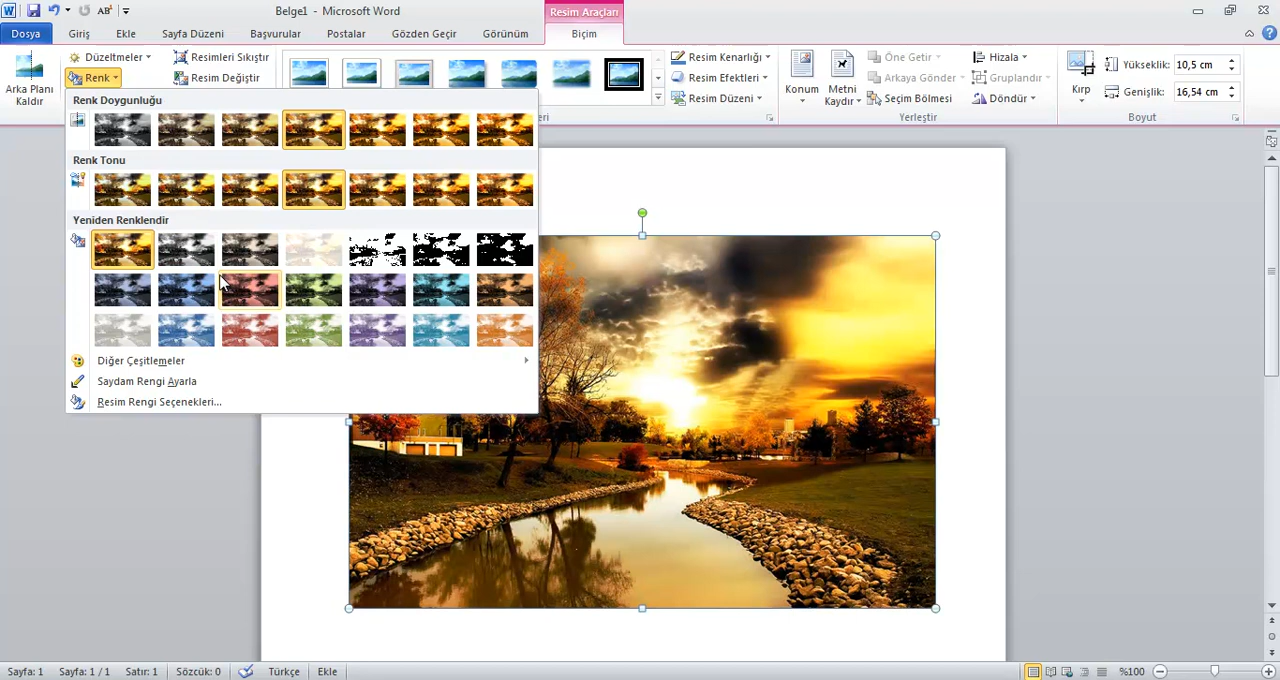 Belge1 - Microsoft Word
Resim Araçları
Dosya
Giriş
Ekle
Sayfa Düzeni
Başvurular
Postalar
Gözden Geçir
Görünüm
Biçim
Arka Planı
Kaldır
Düzeltmeler
Renk
Resimleri Sıkıştır
Resim Değiştir
Resim Kenarlığı
Resim Efektleri
Resim Düzeni
Konum
Metni
Kaydır
Öne Getir
Arkaya Gönder
Seçim Bölmesi
Hizala
Gruplandır
Döndür
Yerleştir
Kırp
Yükseklik: 10,5 cm
Genişlik: 16,54 cm
Boyut
Renk Doygunluğu
Renk Tonu
Yeniden Renklendir
Diğer Çeşitlemeler
Saydam Rengi Ayarla
Resim Rengi Seçenekleri...
Sayfa: 1
Sayfa: 1 / 1
Satır: 1
Sözcük: 0
Türkçe
Ekle
%100